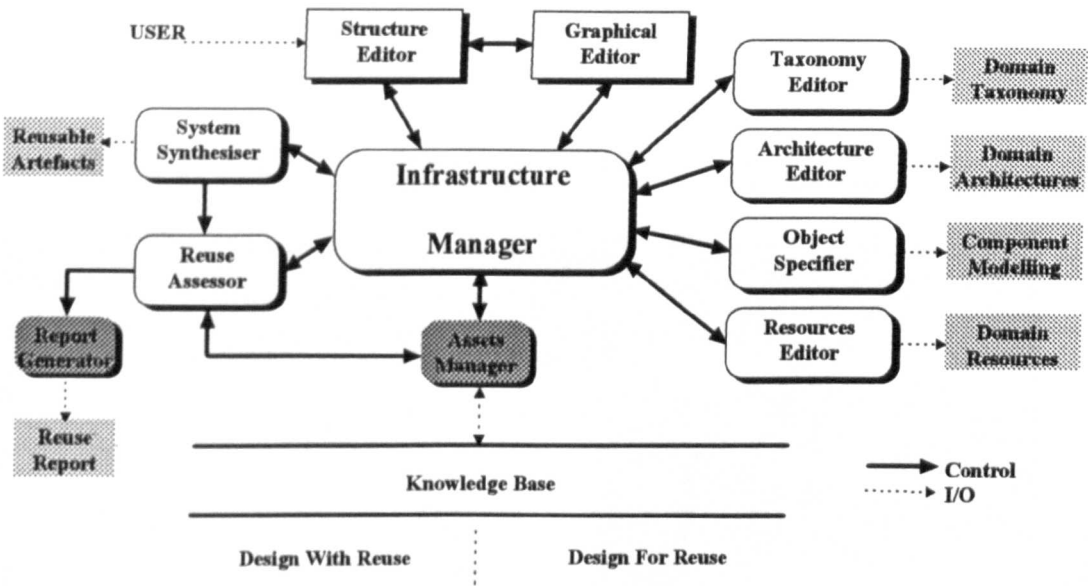 USER
Structure
Editor
Graphical
Editor
Taxonomy
Editor
Domain
Taxonomy
Reusable
Artefacts
System
Synthesiser
Infrastructure
Manager
Architecture
Editor
Domain
Architectures
Reuse
Assessor
Object
Specifier
Component
Modelling
Report
Generator
Assets
Manager
Resources
Editor
Domain
Resources
Reuse
Report
Knowledge Base
Control
I/O
Design With Reuse
Design For Reuse